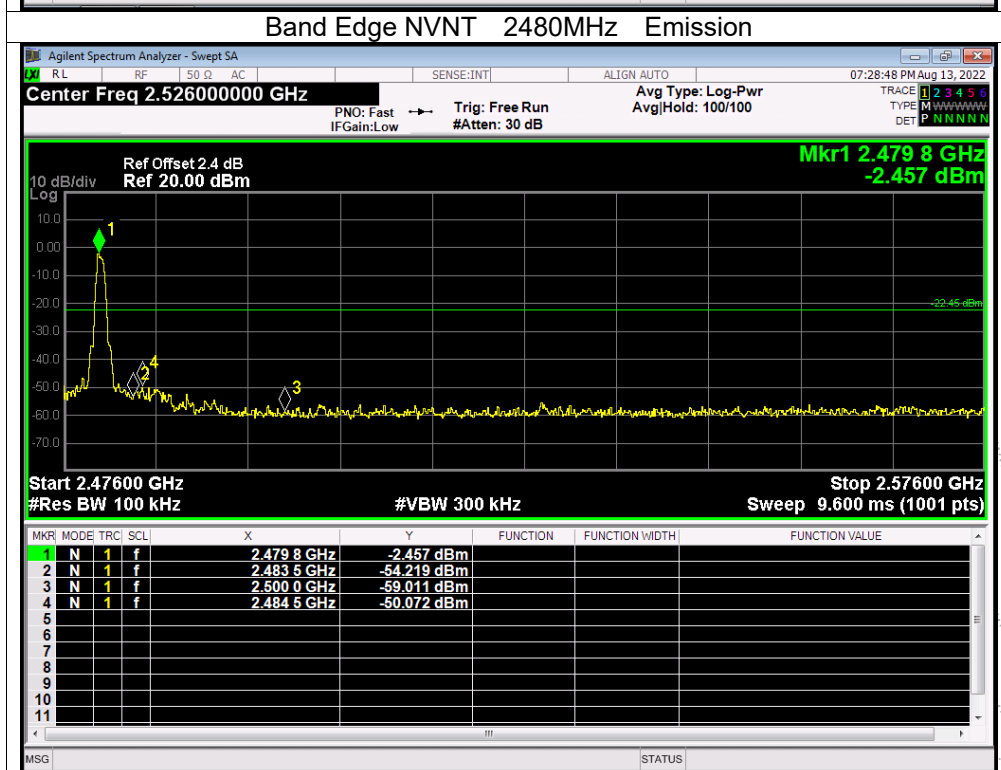 Band Edge NVNT 2480MHz Emission
Agilent Spectrum Analyzer - Swept SA
LXI RL RF 50 Ω AC SENSE:INT ALIGN AUTO 07:28:48 PM Aug 13, 2022
Center Freq 2.526000000 GHz Avg Type: Log-Pwr TRACE 1 2 3 4 5 6
PNO: Fast Trig: Free Run Avg|Hold: 100/100 TYPE M WWWWW
IFGain:Low #Atten: 30 dB DET P N N N N N
Mkr1 2.479 8 GHz
Ref Offset 2.4 dB
10 dB/div Ref 20.00 dBm -2.457 dBm
Log
10.0
1
0.00
-10.0
-20.0
-22.45 dBm
-30.0
-40.0
4
2
-50.0
3
-60.0
-70.0
Start 2.47600 GHz Stop 2.57600 GHz
#Res BW 100 kHz #VBW 300 kHz Sweep 9.600 ms (1001 pts)
MKR MODE TRC SCL X Y FUNCTION FUNCTION WIDTH FUNCTION VALUE
1 N 1 f 2.479 8 GHz -2.457 dBm
2 N 1 f 2.483 5 GHz -54.219 dBm
3 N 1 f 2.500 0 GHz -59.011 dBm
4 N 1 f 2.484 5 GHz -50.072 dBm
5
6
7
8
9
10
11
MSG STATUS